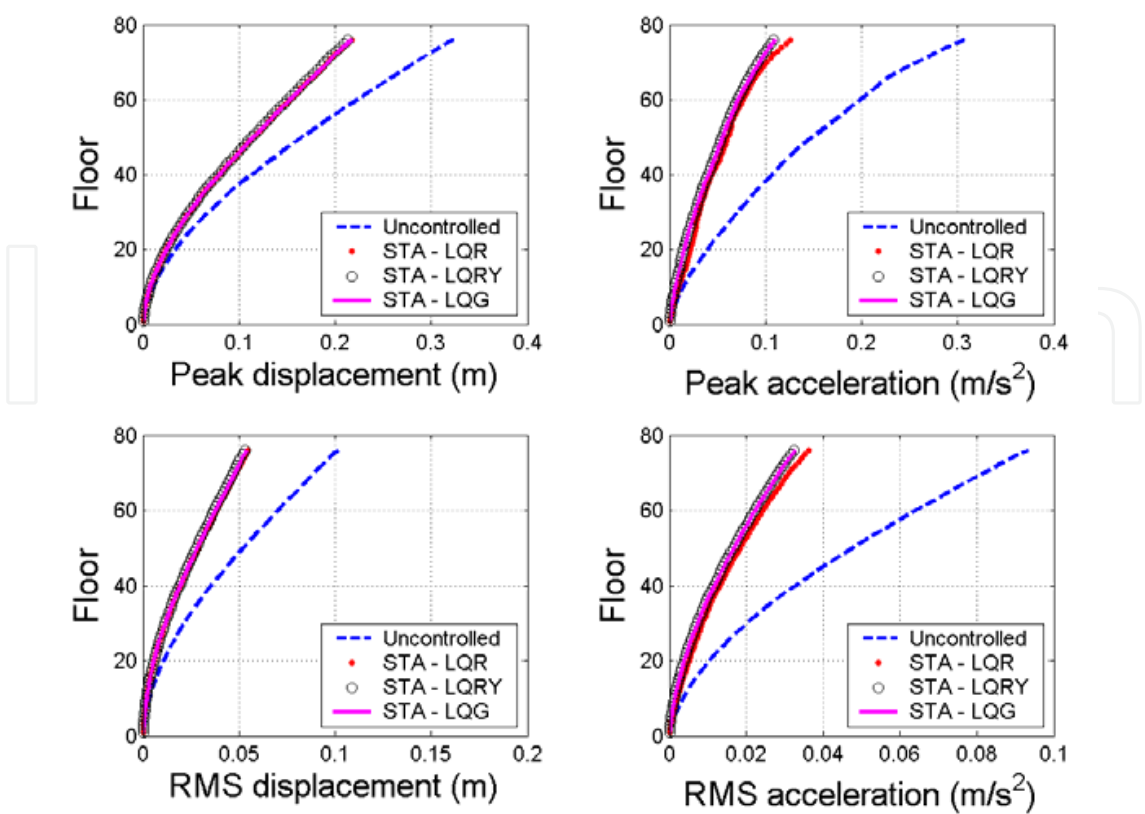 80
60
40
20
0
Floor
Uncontrolled
STA - LQR
STA - LQRY
STA - LQG
0 0.1 0.2 0.3 0.4
Peak displacement (m)
80
60
40
20
0
Floor
Uncontrolled
STA - LQR
STA - LQRY
STA - LQG
0 0.1 0.2 0.3 0.4
Peak acceleration (m/s²)
80
60
40
20
0
Floor
Uncontrolled
STA - LQR
STA - LQRY
STA - LQG
0 0.05 0.1 0.15 0.2
RMS displacement (m)
80
60
40
20
0
Floor
Uncontrolled
STA - LQR
STA - LQRY
STA - LQG
0 0.02 0.04 0.06 0.08 0.1
RMS acceleration (m/s²)